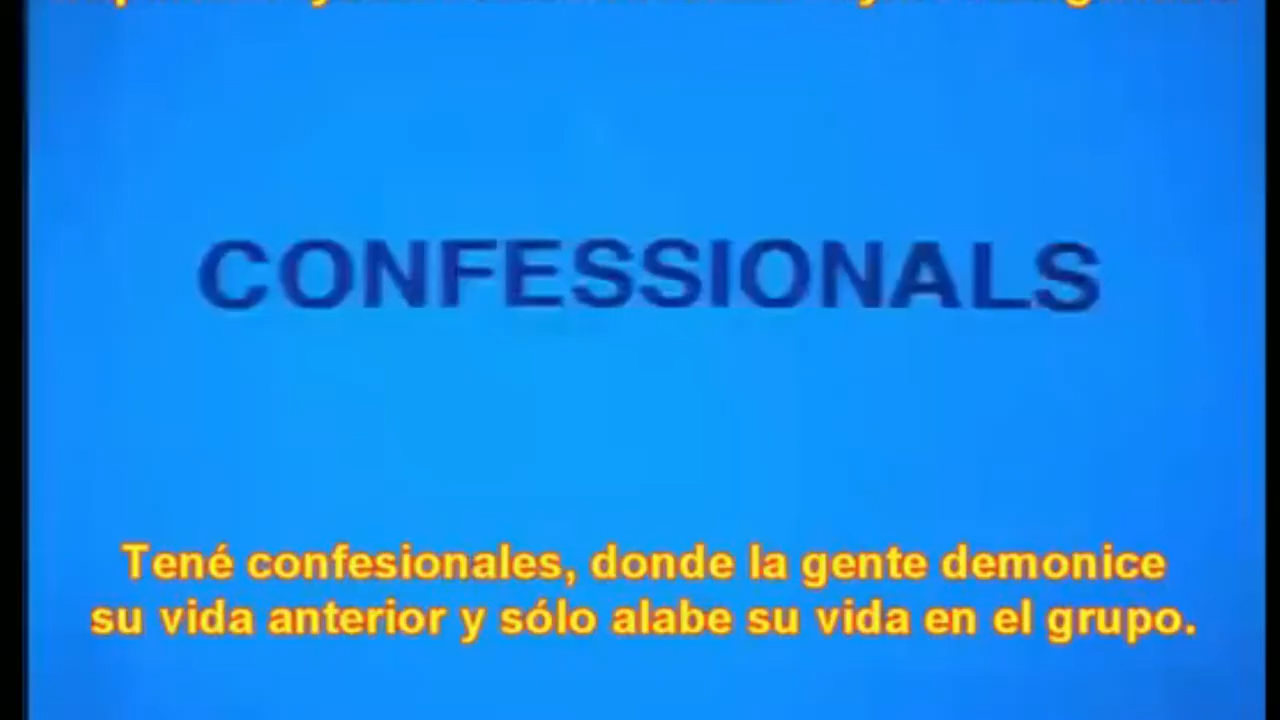 CONFESSIONALS
Tené confesionales, donde la gente demonice
su vida anterior y sólo alabe su vida en el grupo.